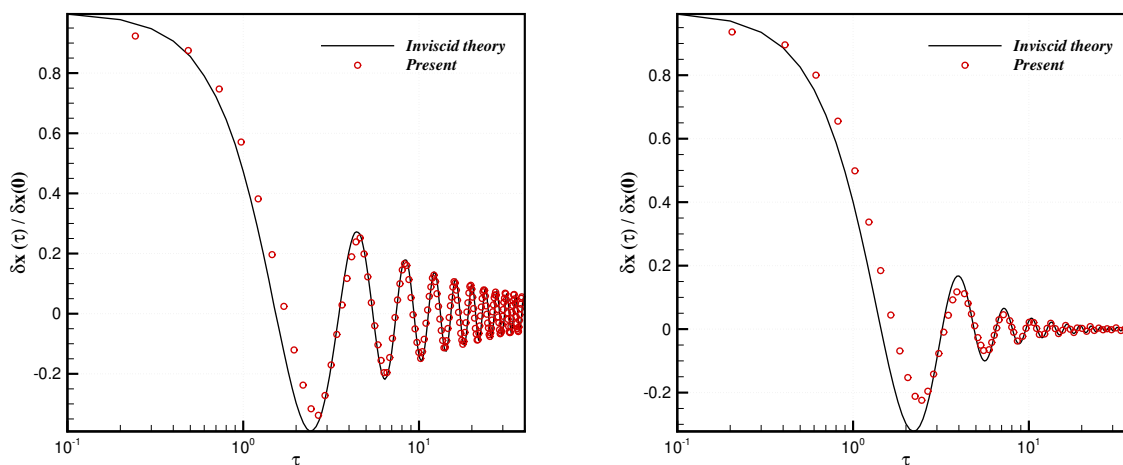 Inviscid theory
Present
0.8
0.6
0.4
0.2
0
-0.2
δx (τ) / δx(0)
10-1
100
101
τ
Inviscid theory
Present
0.8
0.6
0.4
0.2
0
-0.2
δx (τ) / δx(0)
10-1
100
101
τ